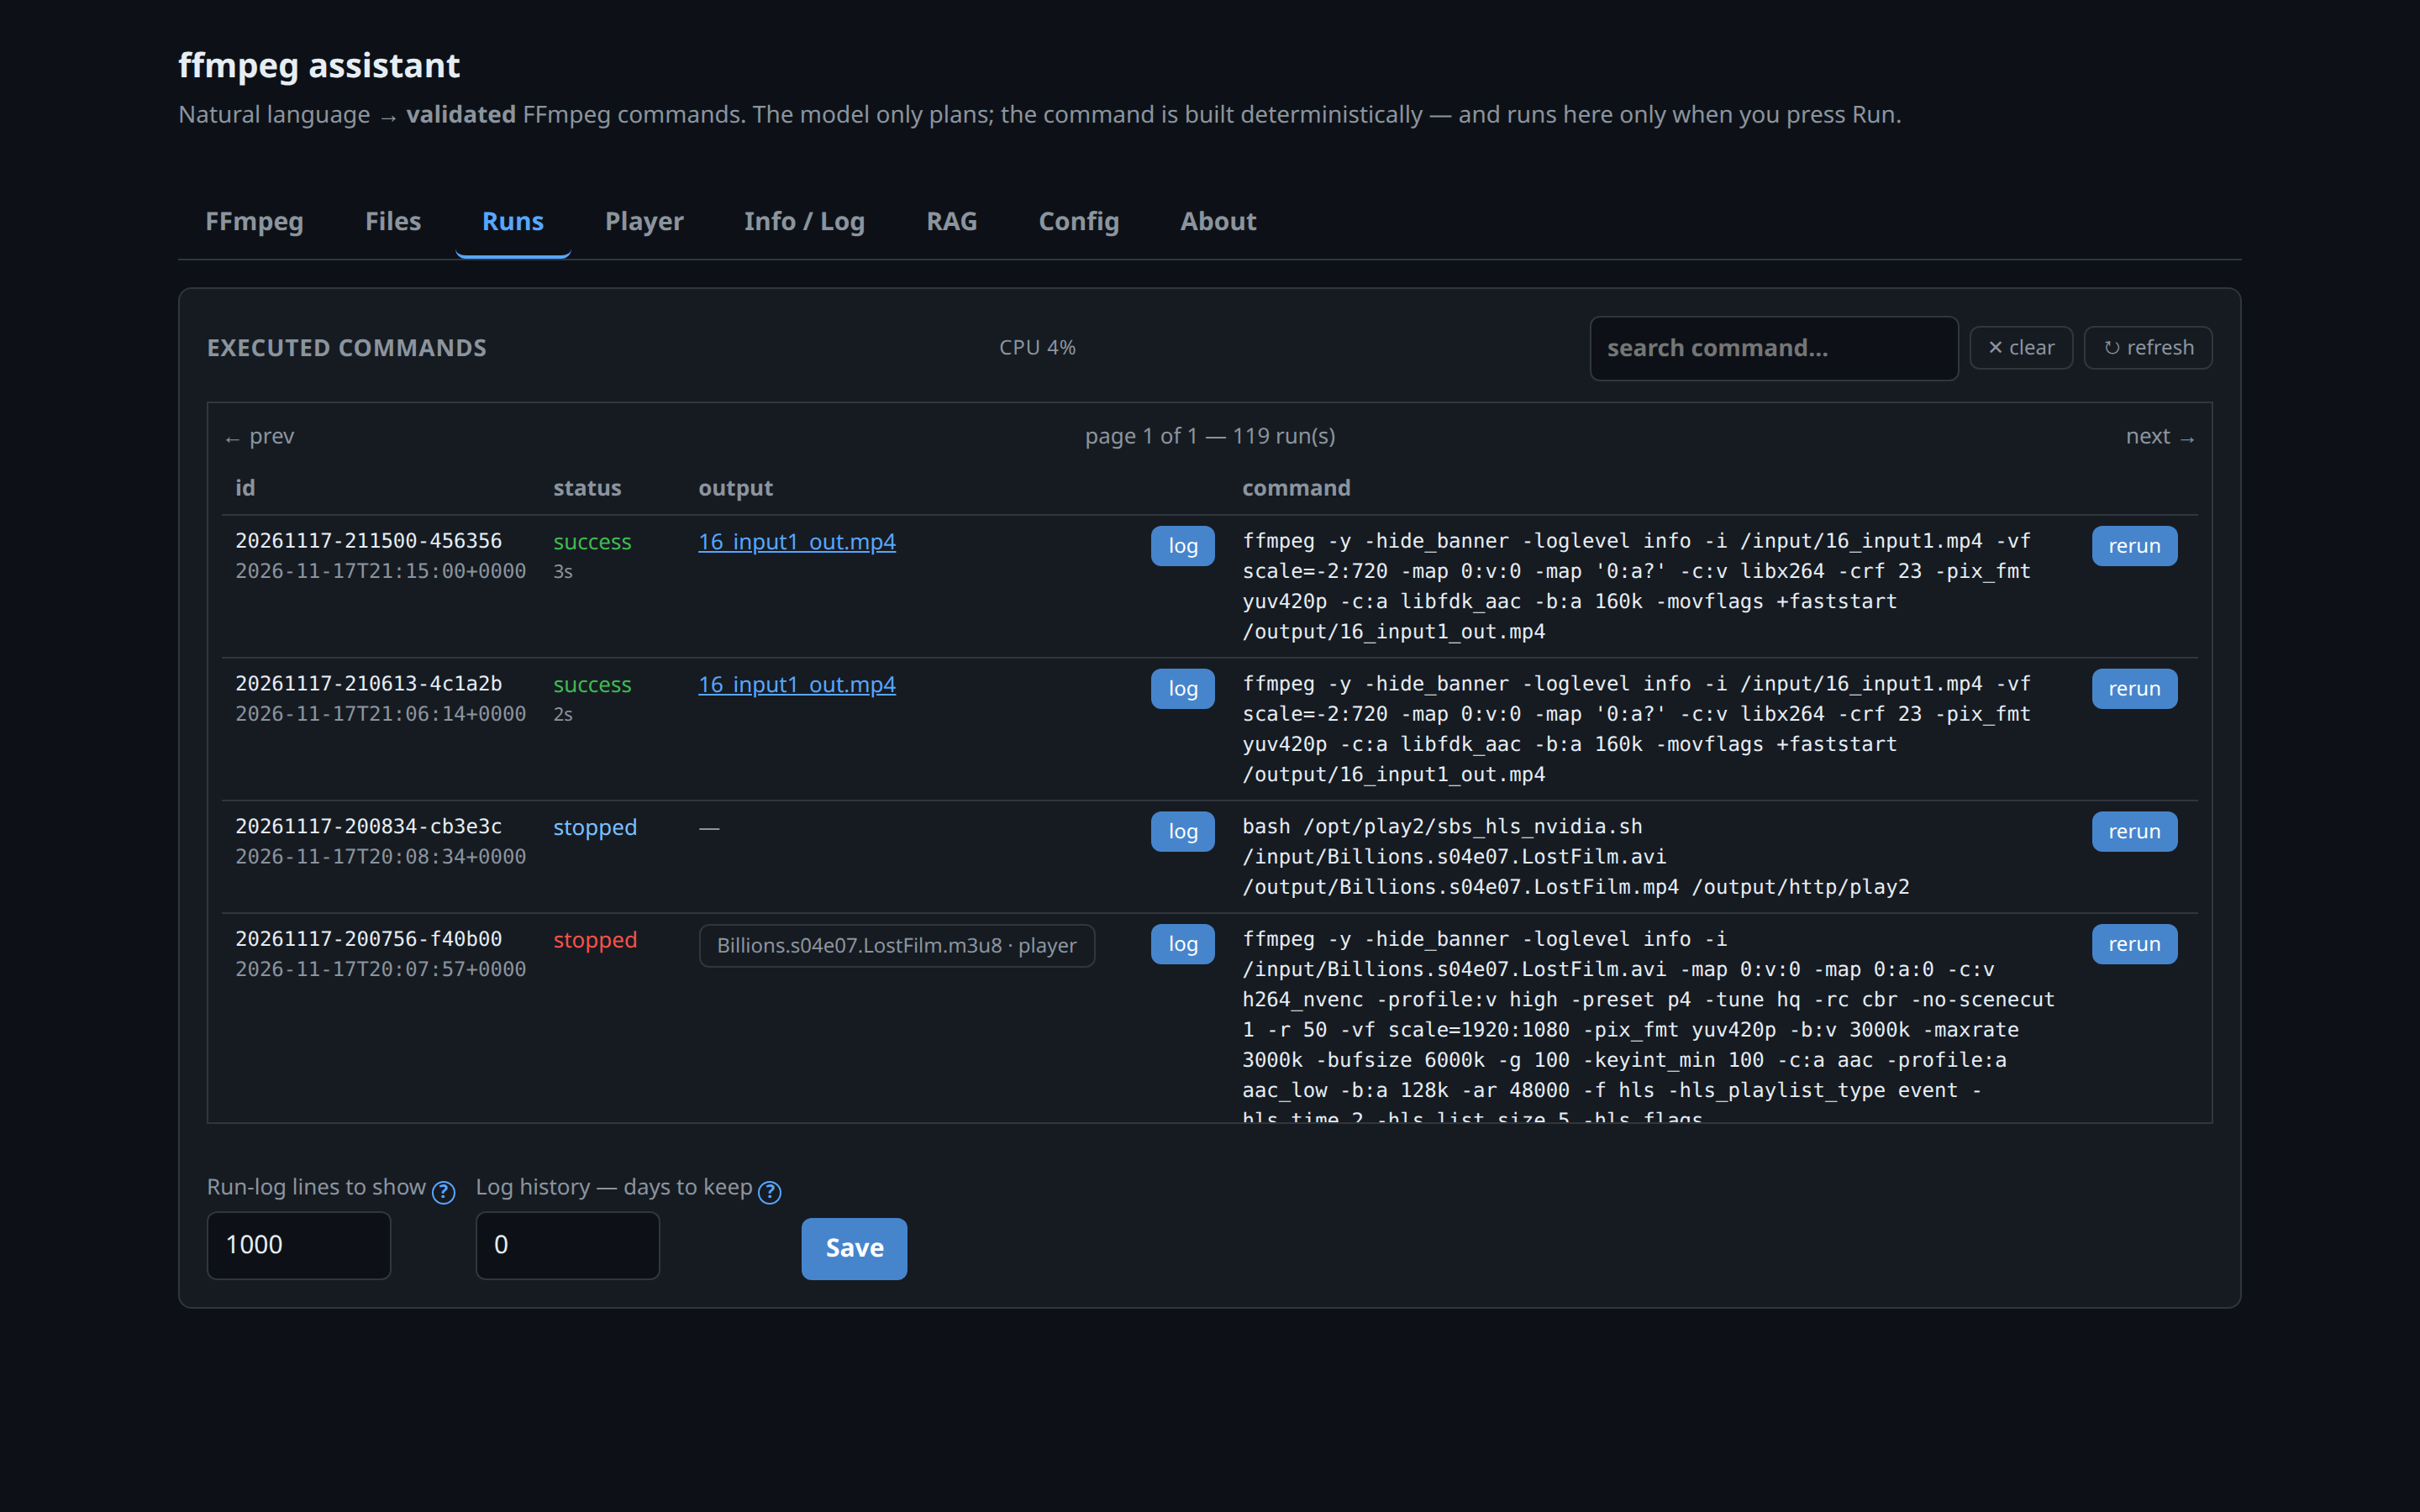 ffmpeg assistant
Natural language → validated FFmpeg commands. The model only plans; the command is built deterministically — and runs here only when you press Run.
FFmpeg Files Runs Player Info / Log RAG Config About
EXECUTED COMMANDS CPU 4% search command... ✕ clear ↻ refresh
← prev page 1 of 1 — 119 run(s) next →
id status output command
20261117-211500-456356 success 16_input1_out.mp4 log ffmpeg -y -hide_banner -loglevel info -i /input/16_input1.mp4 -vf rerun
2026-11-17T21:15:00+0000 3s scale=-2:720 -map 0:v:0 -map '0:a?' -c:v libx264 -crf 23 -pix_fmt
yuv420p -c:a libfdk_aac -b:a 160k -movflags +faststart
/output/16_input1_out.mp4
20261117-210613-4c1a2b success 16_input1_out.mp4 log ffmpeg -y -hide_banner -loglevel info -i /input/16_input1.mp4 -vf rerun
2026-11-17T21:06:14+0000 2s scale=-2:720 -map 0:v:0 -map '0:a?' -c:v libx264 -crf 23 -pix_fmt
yuv420p -c:a libfdk_aac -b:a 160k -movflags +faststart
/output/16_input1_out.mp4
20261117-200834-cb3e3c stopped — log bash /opt/play2/sbs_hls_nvidia.sh rerun
2026-11-17T20:08:34+0000 /input/Billions.s04e07.LostFilm.avi
/output/Billions.s04e07.LostFilm.mp4 /output/http/play2
20261117-200756-f40b00 stopped Billions.s04e07.LostFilm.m3u8 · player log ffmpeg -y -hide_banner -loglevel info -i rerun
2026-11-17T20:07:57+0000 /input/Billions.s04e07.LostFilm.avi -map 0:v:0 -map 0:a:0 -c:v
h264_nvenc -profile:v high -preset p4 -tune hq -rc cbr -no-scenecut
1 -r 50 -vf scale=1920:1080 -pix_fmt yuv420p -b:v 3000k -maxrate
3000k -bufsize 6000k -g 100 -keyint_min 100 -c:a aac -profile:a
aac_low -b:a 128k -ar 48000 -f hls -hls_playlist_type event -
hls_time 2 -hls_list_size 5 -hls_flags
Run-log lines to show ? Log history — days to keep ?
1000 0 Save